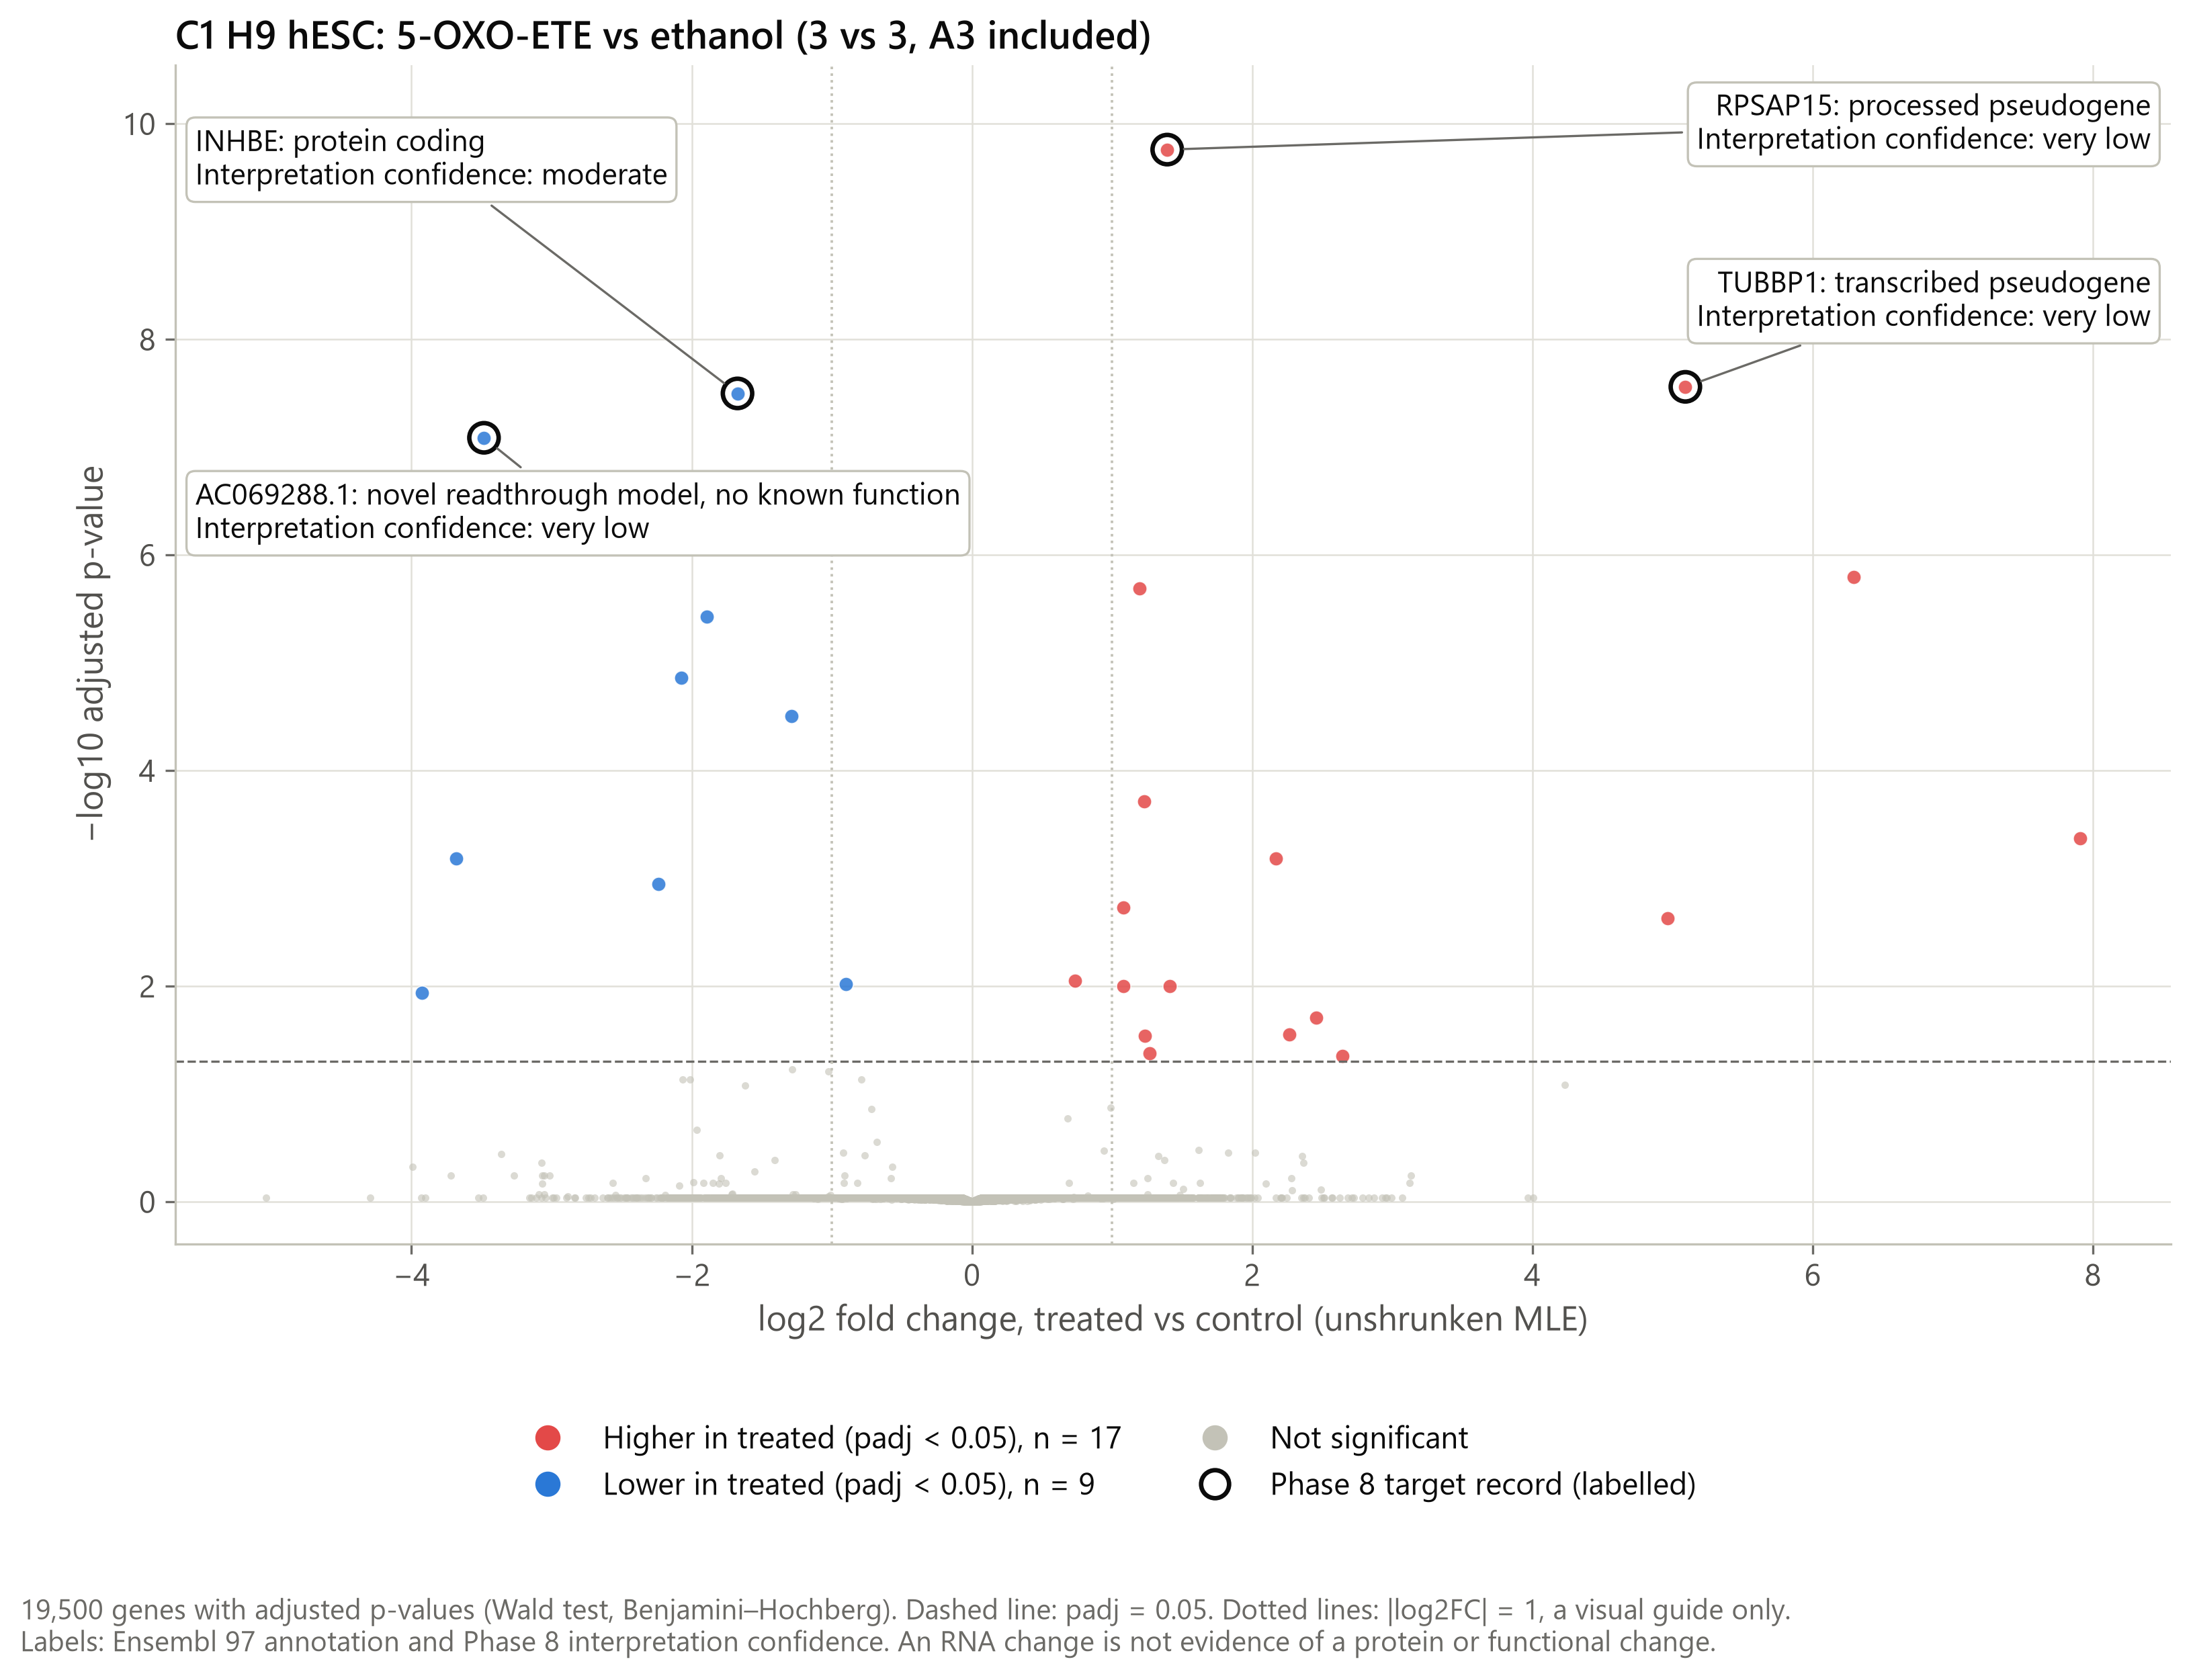 C1 H9 hESC: 5-OXO-ETE vs ethanol (3 vs 3, A3 included)
RPSAP15: processed pseudogene
Interpretation confidence: very low
INHBE: protein coding
Interpretation confidence: moderate
TUBBP1: transcribed pseudogene
Interpretation confidence: very low
AC069288.1: novel readthrough model, no known function
Interpretation confidence: very low
−log10 adjusted p-value
10
8
6
4
2
0
−4
−2
0
2
4
6
8
log2 fold change, treated vs control (unshrunken MLE)
Higher in treated (padj < 0.05), n = 17
Lower in treated (padj < 0.05), n = 9
Not significant
Phase 8 target record (labelled)
19,500 genes with adjusted p-values (Wald test, Benjamini–Hochberg). Dashed line: padj = 0.05. Dotted lines: |log2FC| = 1, a visual guide only.
Labels: Ensembl 97 annotation and Phase 8 interpretation confidence. An RNA change is not evidence of a protein or functional change.